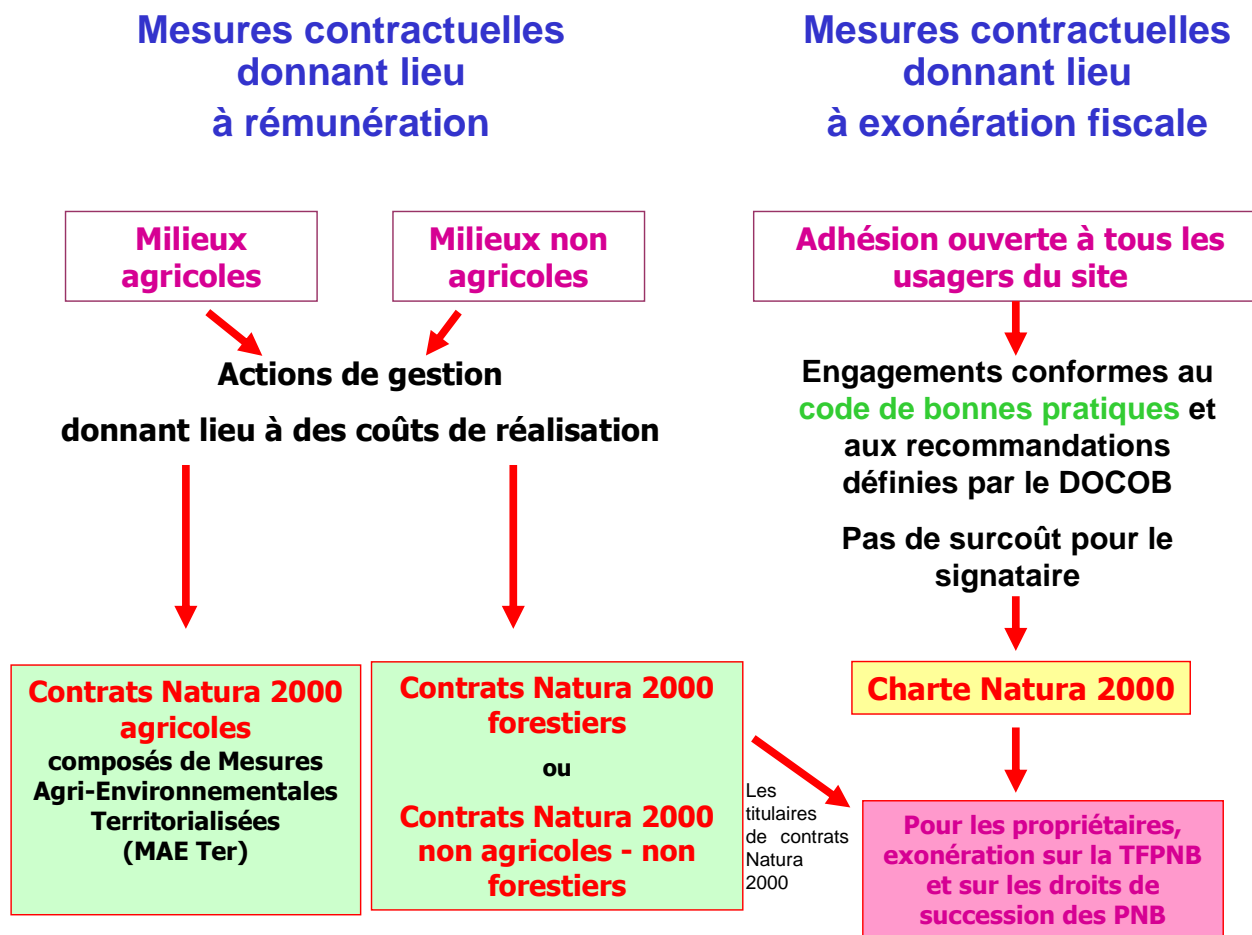 Mesures contractuelles
donnant lieu
à rémunération
Mesures contractuelles
donnant lieu
à exonération fiscale
Milieux
agricoles
Milieux non
agricoles
Adhésion ouverte à tous les
usagers du site
Actions de gestion
donnant lieu à des coûts de réalisation
Engagements conformes au
code de bonnes pratiques et
aux recommandations
définies par le DOCOB
Pas de surcoût pour le
signataire
Contrats Natura 2000
agricoles
composés de Mesures
Agri-Environnementales
Territorialisées
(MAE Ter)
Contrats Natura 2000
forestiers
ou
Contrats Natura 2000
non agricoles - non
forestiers
Les
titulaires
de contrats
Natura
2000
Charte Natura 2000
Pour les propriétaires,
exonération sur la TFPNB
et sur les droits de
succession des PNB